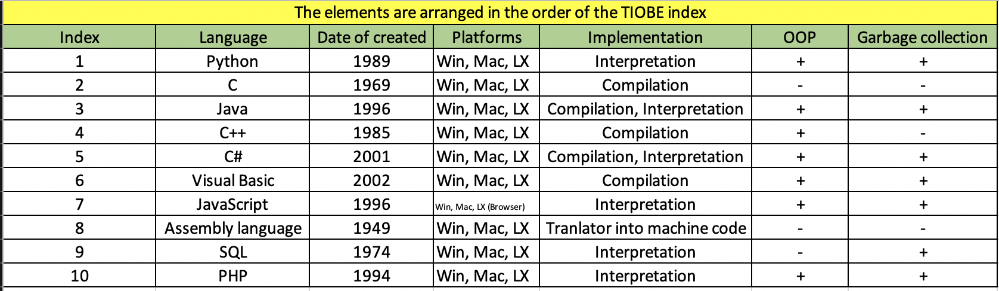 The elements are arranged in the order of the TIOBE index
Index Language Date of created Platforms Implementation OOP Garbage collection
1 Python 1989 Win, Mac, LX Interpretation + +
2 C 1969 Win, Mac, LX Compilation - -
3 Java 1996 Win, Mac, LX Compilation, Interpretation + +
4 C++ 1985 Win, Mac, LX Compilation + -
5 C# 2001 Win, Mac, LX Compilation, Interpretation + +
6 Visual Basic 2002 Win, Mac, LX Compilation + +
7 JavaScript 1996 Win, Mac, LX (Browser) Interpretation + +
8 Assembly language 1949 Win, Mac, LX Tranlator into machine code - -
9 SQL 1974 Win, Mac, LX Interpretation - +
10 PHP 1994 Win, Mac, LX Interpretation + +